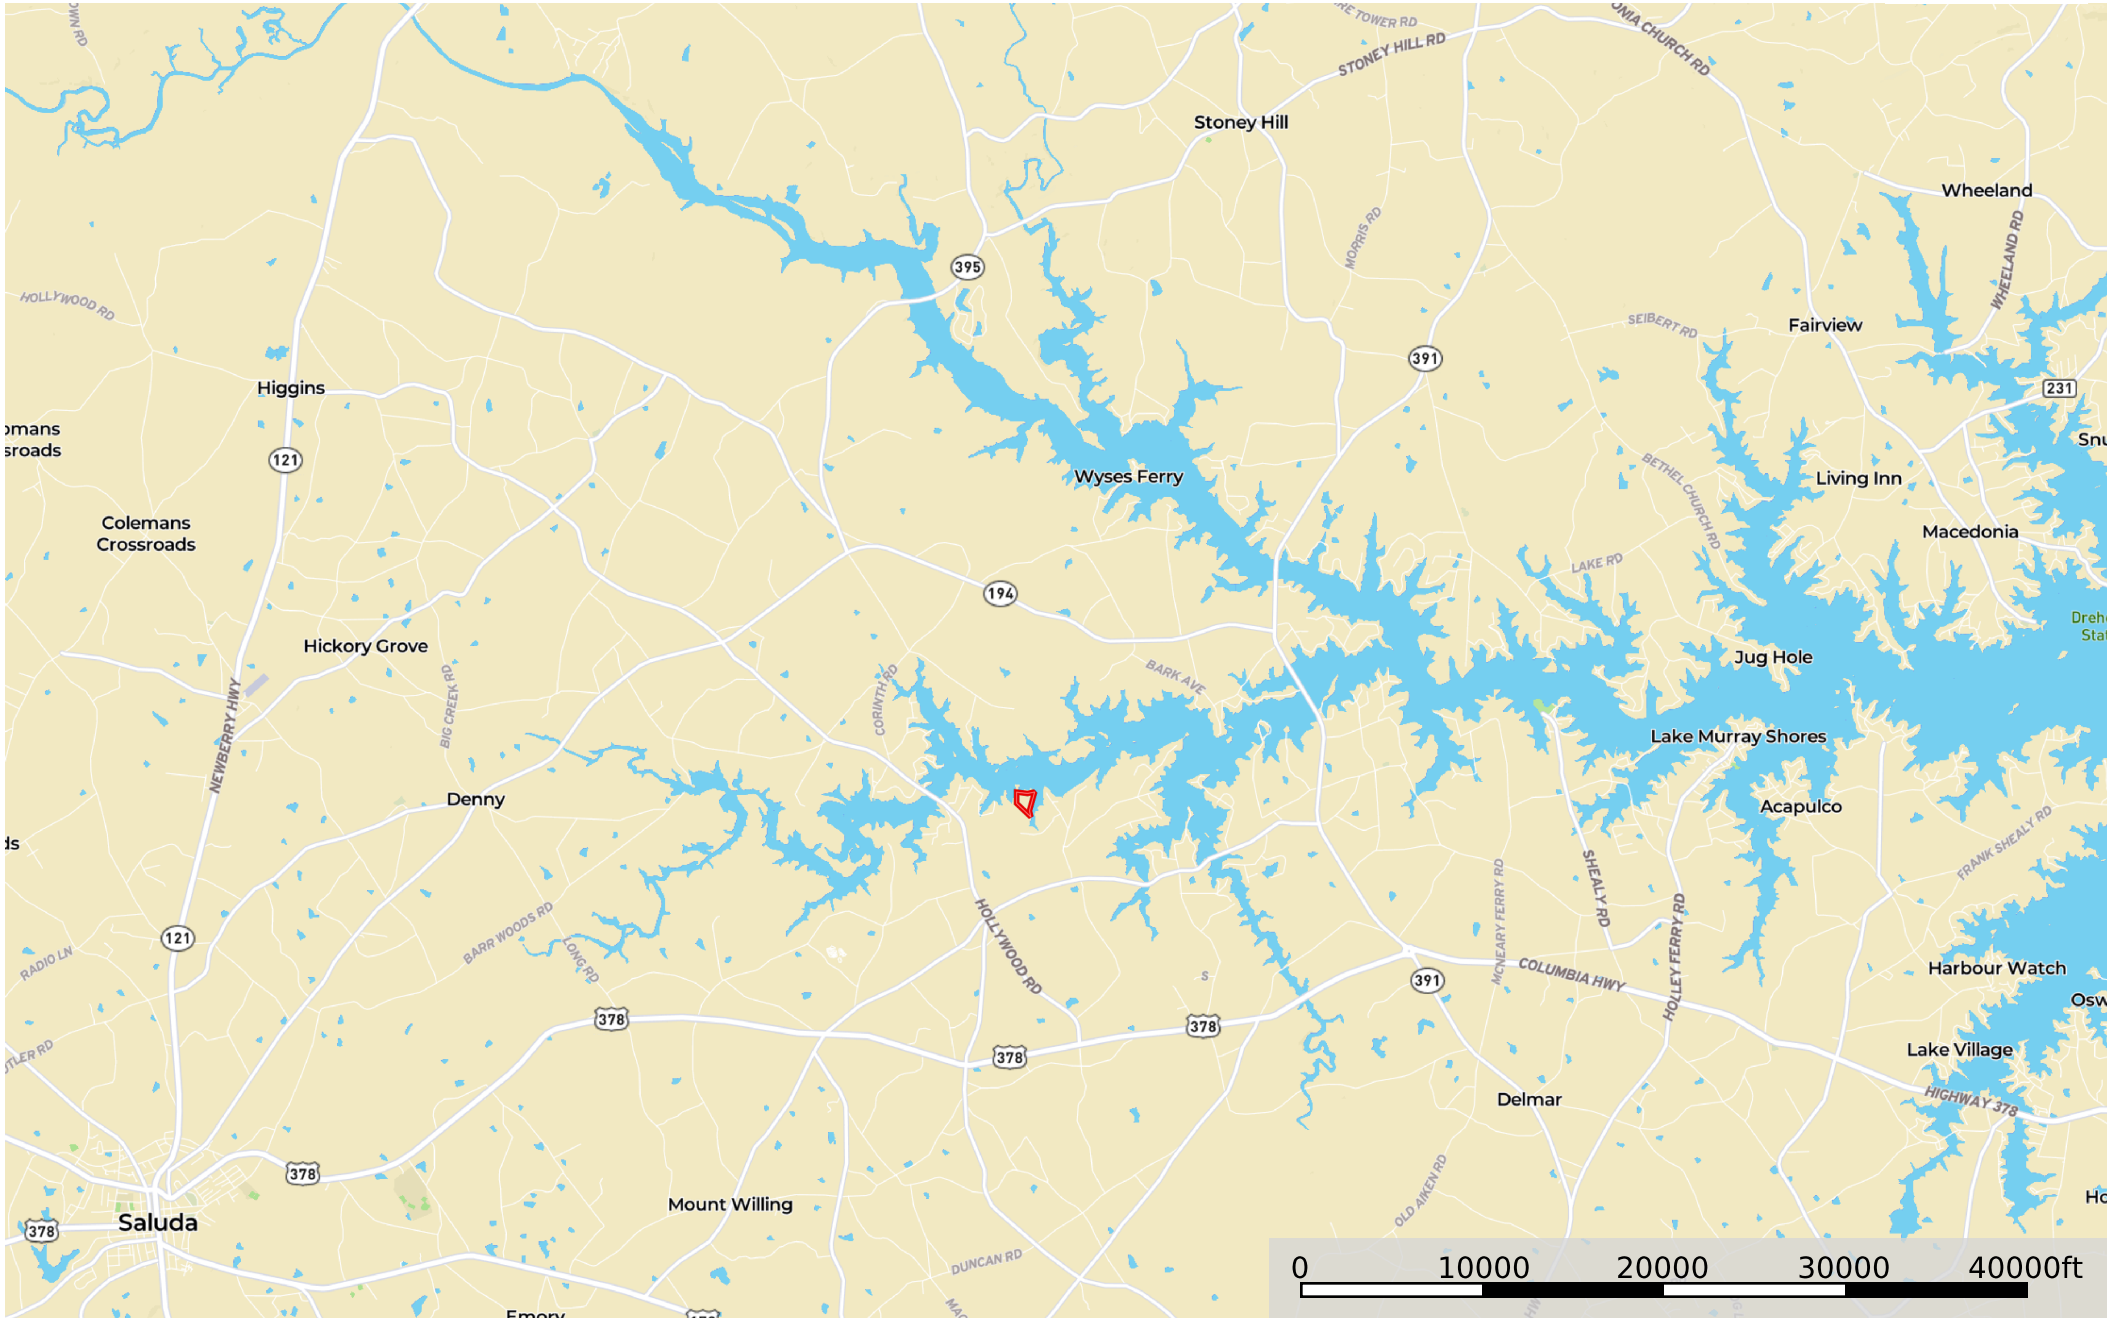 STONEY HILL RD
Stoney Hill
Wheeland
WHEELAND RD
MORRIS RD
395
HOLLYWOOD RD
SEIBERT RD
Fairview
391
Higgins
231
121
Wyses Ferry
BETHEL CHURCH RD
Living Inn
Colemans
Crossroads
Macedonia
LAKE RD
194
Hickory Grove
BIG CREEK RD
NEWBERRY HWY
CORINTH RD
BARK AVE
Jug Hole
Lake Murray Shores
Denny
Acapulco
SHEALY RD
FRANK SHEALY RD
MCNEARY FERRY RD
HOLLEY FERRY RD
BARR WOODS RD
LONG RD
HOLLYWOOD RD
121
RADIO LN
S
COLUMBIA HWY
391
Harbour Watch
378
378
378
Lake Village
HIGHWAY 378
Delmar
378
OLD AIKEN RD
Mount Willing
Saluda
378
DUNCAN RD
0 10000 20000 30000 40000ft